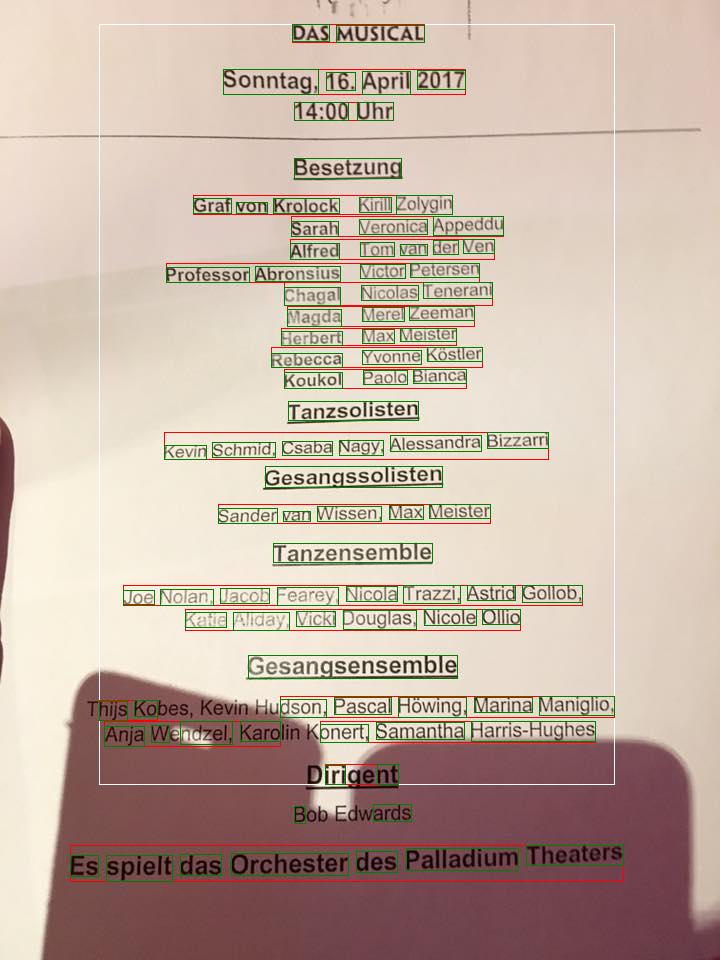 DAS MUSICAL
Sonntag, 16. April 2017
14:00 Uhr
Besetzung
Graf von Krolock Kirill Zolygin
Sarah Veronica Appeddu
Alfred Tom van der Ven
Professor Abronsius Victor Petersen
Chagal Nicolas Tenerani
Magda Merel Zeeman
Herbert Max Meister
Rebecca Yvonne Köstler
Koukol Paolo Bianca
Tanzsolisten
Kevin Schmid, Csaba Nagy, Alessandra Bizzarri
Gesangssolisten
Sander van Wissen, Max Meister
Tanzensemble
Joe Nolan, Jacob Fearey, Nicola Trazzi, Astrid Gollob,
Katie Allday, Vicki Douglas, Nicole Ollio
Gesangsensemble
Thijs Kobes, Kevin Hudson, Pascal Höwing, Marina Maniglio,
Anja Wendzel, Karolin Konert, Samantha Harris-Hughes
Dirigent
Bob Edwards
Es spielt das Orchester des Palladium Theaters